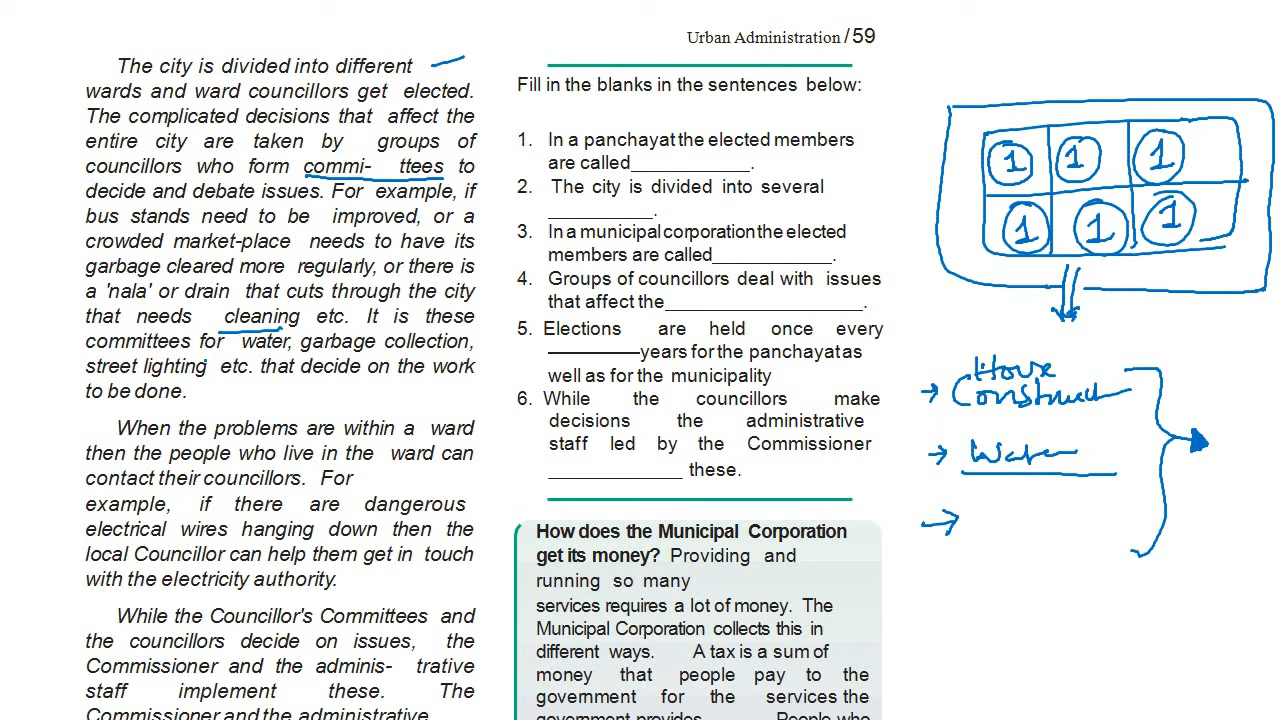 Urban Administration / 59
The city is divided into different
wards and ward councillors get elected.
The complicated decisions that affect the
entire city are taken by groups of
councillors who form commi- ttees to
decide and debate issues. For example, if
bus stands need to be improved, or a
crowded market-place needs to have its
garbage cleared more regularly, or there is
a 'nala' or drain that cuts through the city
that needs cleaning etc. It is these
committees for water, garbage collection,
street lighting etc. that decide on the work
to be done.
When the problems are within a ward
then the people who live in the ward can
contact their councillors. For
example, if there are dangerous
electrical wires hanging down then the
local Councillor can help them get in touch
with the electricity authority.
While the Councillor's Committees and
the councillors decide on issues, the
Commissioner and the adminis- trative
staff implement these. The
Commissioner and the administrative
Fill in the blanks in the sentences below:
1. In a panchayat the elected members
are called____________.
2. The city is divided into several
___________.
3. In a municipal corporation the elected
members are called____________.
4. Groups of councillors deal with issues
that affect the____________________.
5. Elections are held once every
_________years for the panchayat as
well as for the municipality
6. While the councillors make
decisions the administrative
staff led by the Commissioner
_____________ these.
How does the Municipal Corporation
get its money? Providing and
running so many
services requires a lot of money. The
Municipal Corporation collects this in
different ways. A tax is a sum of
money that people pay to the
government for the services the
government provides. People who
1 1 1
1 1 1
House
Construct
Water